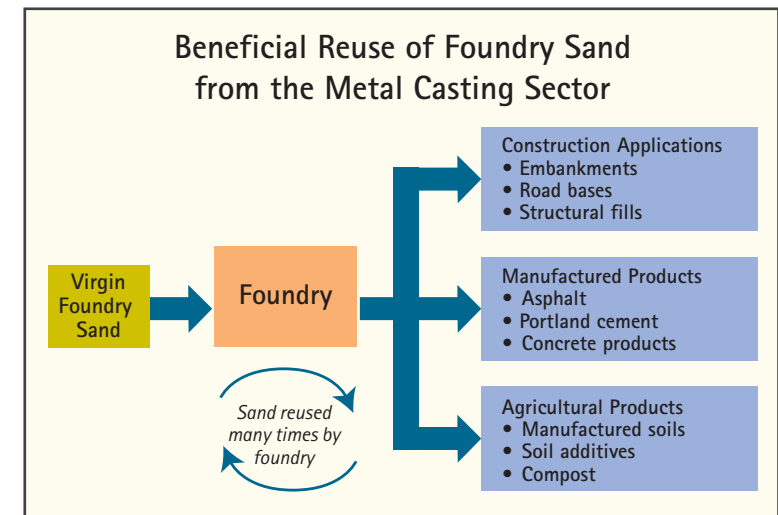 Beneficial Reuse of Foundry Sand
from the Metal Casting Sector
Virgin
Foundry
Sand
Foundry
Sand reused
many times by
foundry
Construction Applications
• Embankments
• Road bases
• Structural fills
Manufactured Products
• Asphalt
• Portland cement
• Concrete products
Agricultural Products
• Manufactured soils
• Soil additives
• Compost